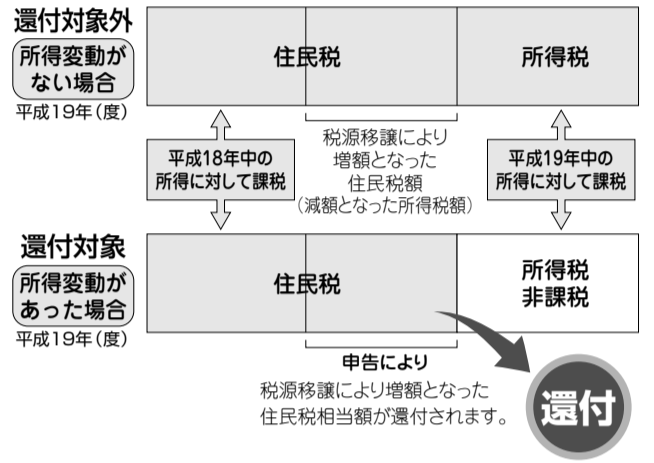 還付対象外
所得変動が
ない場合
平成19年(度)
住民税
所得税
平成18年中の
所得に対して課税
税源移譲により
増額となった
住民税額
(減額となった所得税額)
平成19年中の
所得に対して課税
還付対象
所得変動が
あった場合
平成19年(度)
住民税
所得税
非課税
申告により
税源移譲により増額となった
住民税相当額が還付されます。
還付